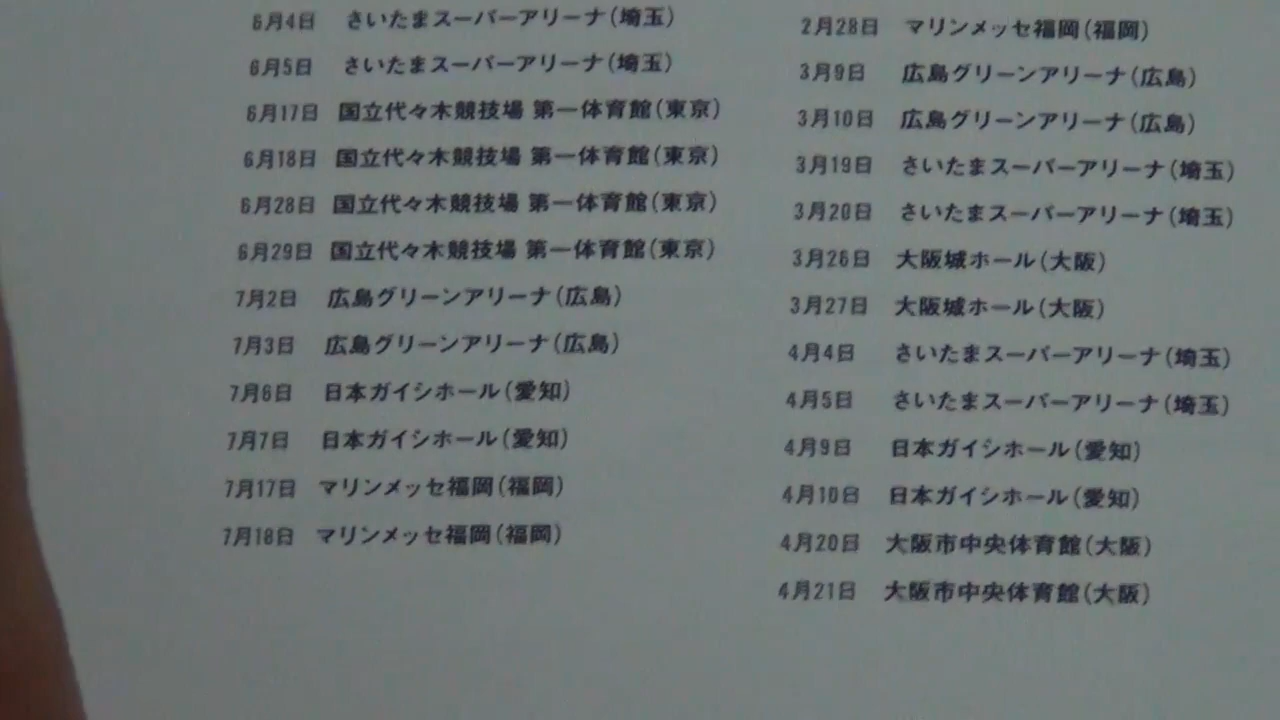 6月4日 さいたまスーパーアリーナ(埼玉)
6月5日 さいたまスーパーアリーナ(埼玉)
6月17日 国立代々木競技場 第一体育館(東京)
6月18日 国立代々木競技場 第一体育館(東京)
6月28日 国立代々木競技場 第一体育館(東京)
6月29日 国立代々木競技場 第一体育館(東京)
7月2日 広島グリーンアリーナ(広島)
7月3日 広島グリーンアリーナ(広島)
7月6日 日本ガイシホール(愛知)
7月7日 日本ガイシホール(愛知)
7月17日 マリンメッセ福岡(福岡)
7月18日 マリンメッセ福岡(福岡)
2月28日 マリンメッセ福岡(福岡)
3月9日 広島グリーンアリーナ(広島)
3月10日 広島グリーンアリーナ(広島)
3月19日 さいたまスーパーアリーナ(埼玉)
3月20日 さいたまスーパーアリーナ(埼玉)
3月26日 大阪城ホール(大阪)
3月27日 大阪城ホール(大阪)
4月4日 さいたまスーパーアリーナ(埼玉)
4月5日 さいたまスーパーアリーナ(埼玉)
4月9日 日本ガイシホール(愛知)
4月10日 日本ガイシホール(愛知)
4月20日 大阪市中央体育館(大阪)
4月21日 大阪市中央体育館(大阪)